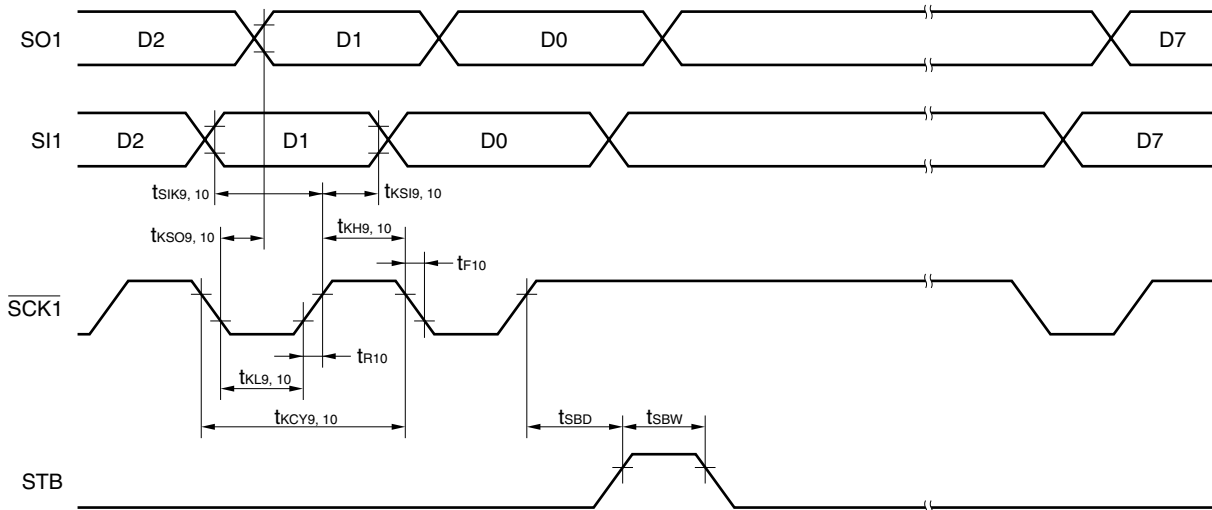 SO1 D2 D1 D0 D7
SI1 D2 D1 D0 D7
tSIK9, 10 tKSI9, 10
tKSO9, 10 tKH9, 10
tF10
SCK1
tR10
tKL9, 10
tKCY9, 10 tSBD tSBW
STB